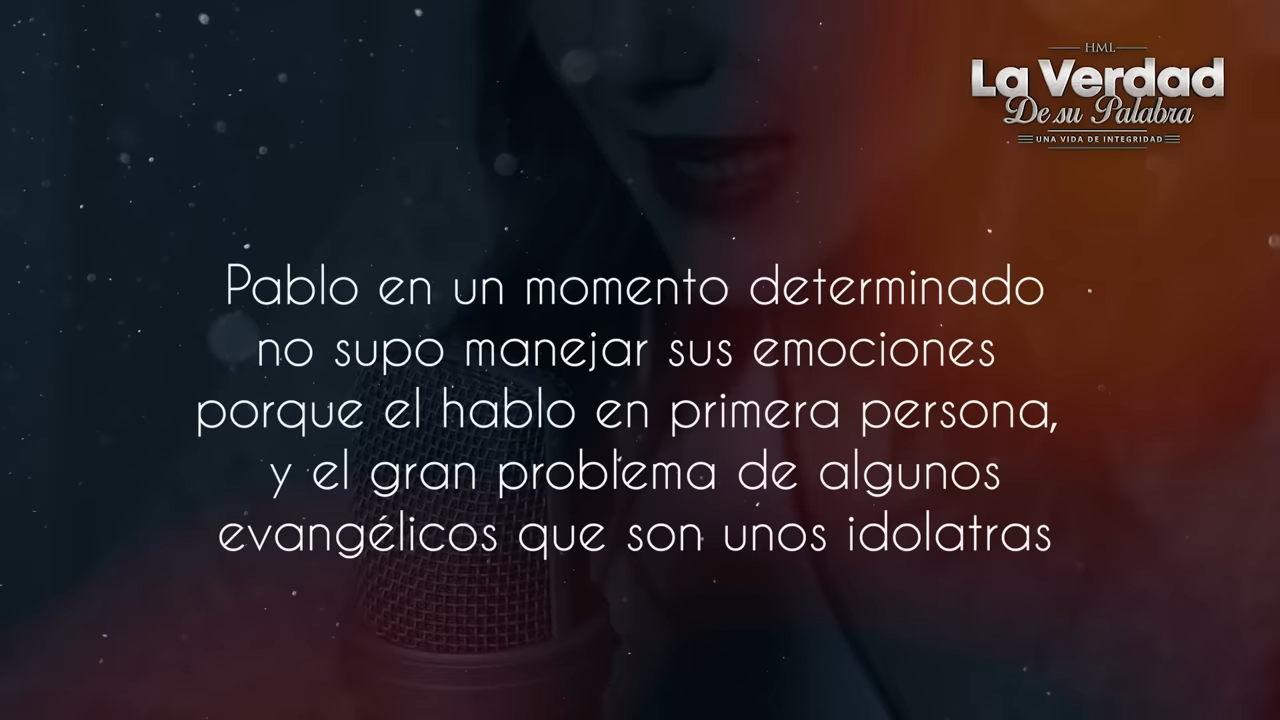 HML
La Verdad
De su Palabra
UNA VIDA DE INTEGRIDAD
Pablo en un momento determinado
no supo manejar sus emociones
porque el hablo en primera persona,
y el gran problema de algunos
evangélicos que son unos idolatras